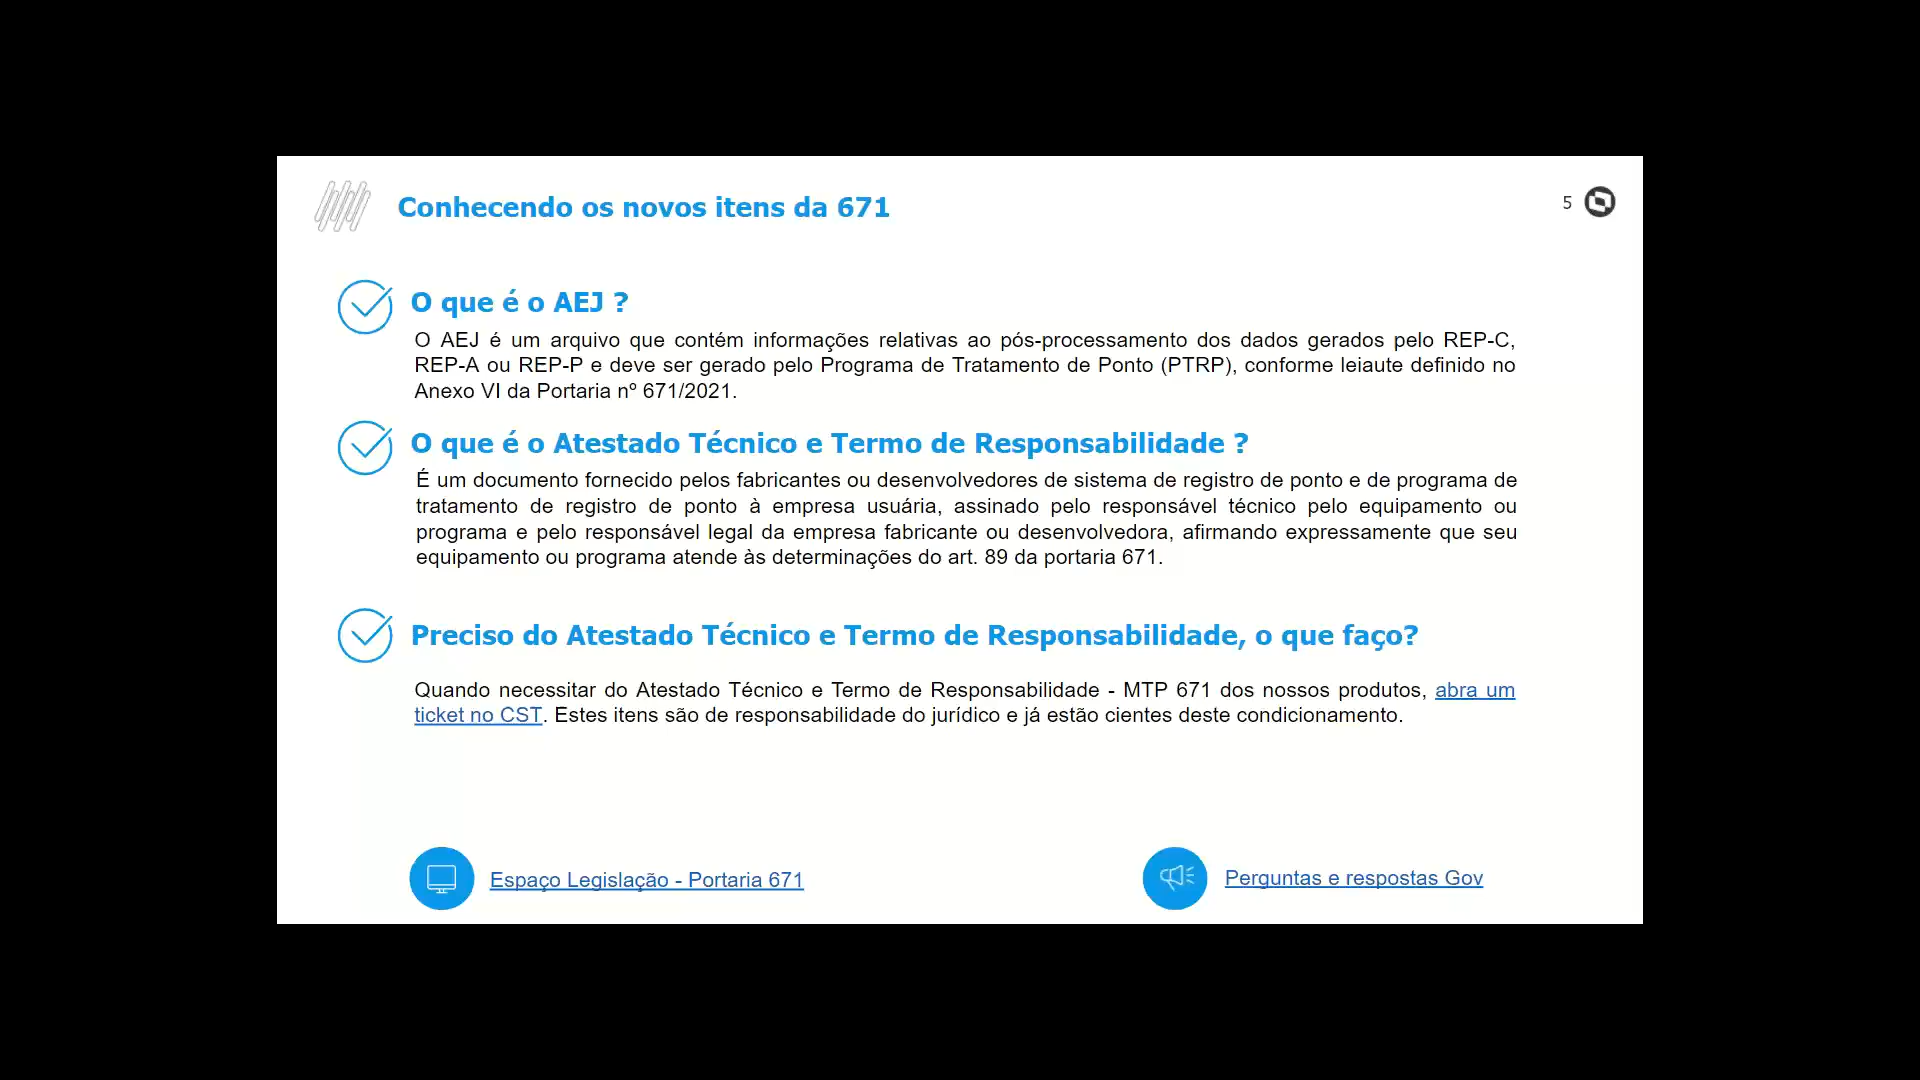 Conhecendo os novos itens da 671
5
O que é o AEJ ?
O AEJ é um arquivo que contém informações relativas ao pós-processamento dos dados gerados pelo REP-C,
REP-A ou REP-P e deve ser gerado pelo Programa de Tratamento de Ponto (PTRP), conforme leiaute definido no
Anexo VI da Portaria nº 671/2021.
O que é o Atestado Técnico e Termo de Responsabilidade ?
É um documento fornecido pelos fabricantes ou desenvolvedores de sistema de registro de ponto e de programa de
tratamento de registro de ponto à empresa usuária, assinado pelo responsável técnico pelo equipamento ou
programa e pelo responsável legal da empresa fabricante ou desenvolvedora, afirmando expressamente que seu
equipamento ou programa atende às determinações do art. 89 da portaria 671.
Preciso do Atestado Técnico e Termo de Responsabilidade, o que faço?
Quando necessitar do Atestado Técnico e Termo de Responsabilidade - MTP 671 dos nossos produtos, abra um
ticket no CST. Estes itens são de responsabilidade do jurídico e já estão cientes deste condicionamento.
Espaço Legislação - Portaria 671
Perguntas e respostas Gov